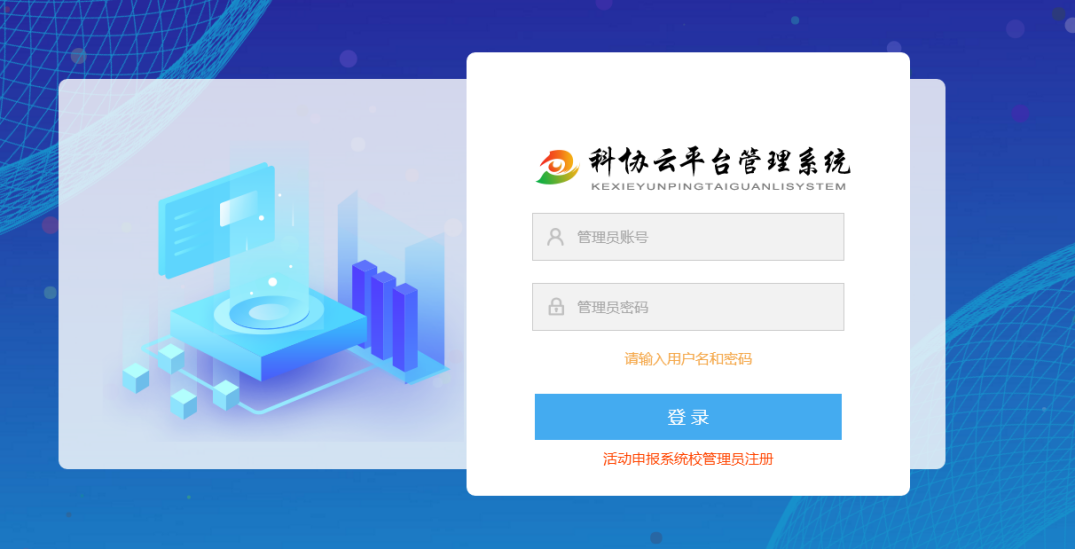 科协云平台管理系统
KEXIEYUNPINGTAIGUANLISYSTEM
管理员账号
管理员密码
请输入用户名和密码
登 录
活动申报系统校管理员注册